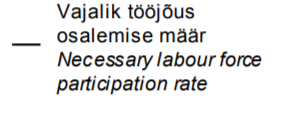 Vajalik tööjõus
osalemise määr
Necessary labour force
participation rate